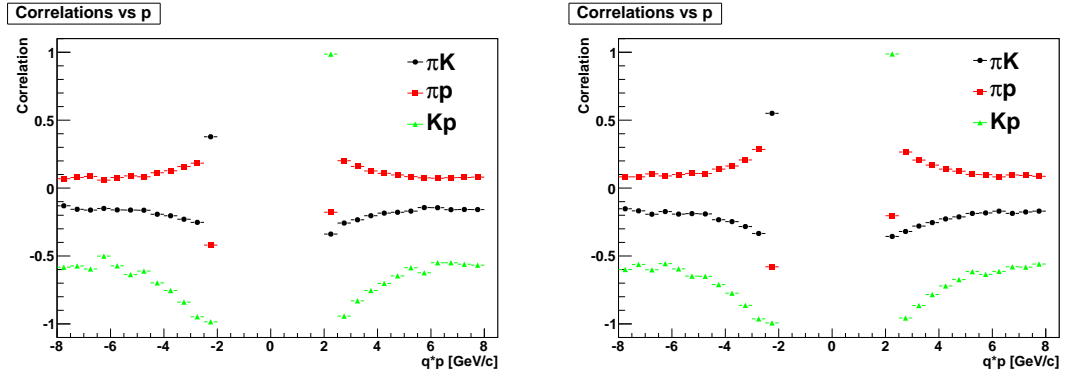 Correlations vs p
Correlation
1
0.5
0
-0.5
-1
πK
πp
Kp
-8 -6 -4 -2 0 2 4 6 8
q*p [GeV/c]
Correlations vs p
Correlation
1
0.5
0
-0.5
-1
πK
πp
Kp
-8 -6 -4 -2 0 2 4 6 8
q*p [GeV/c]